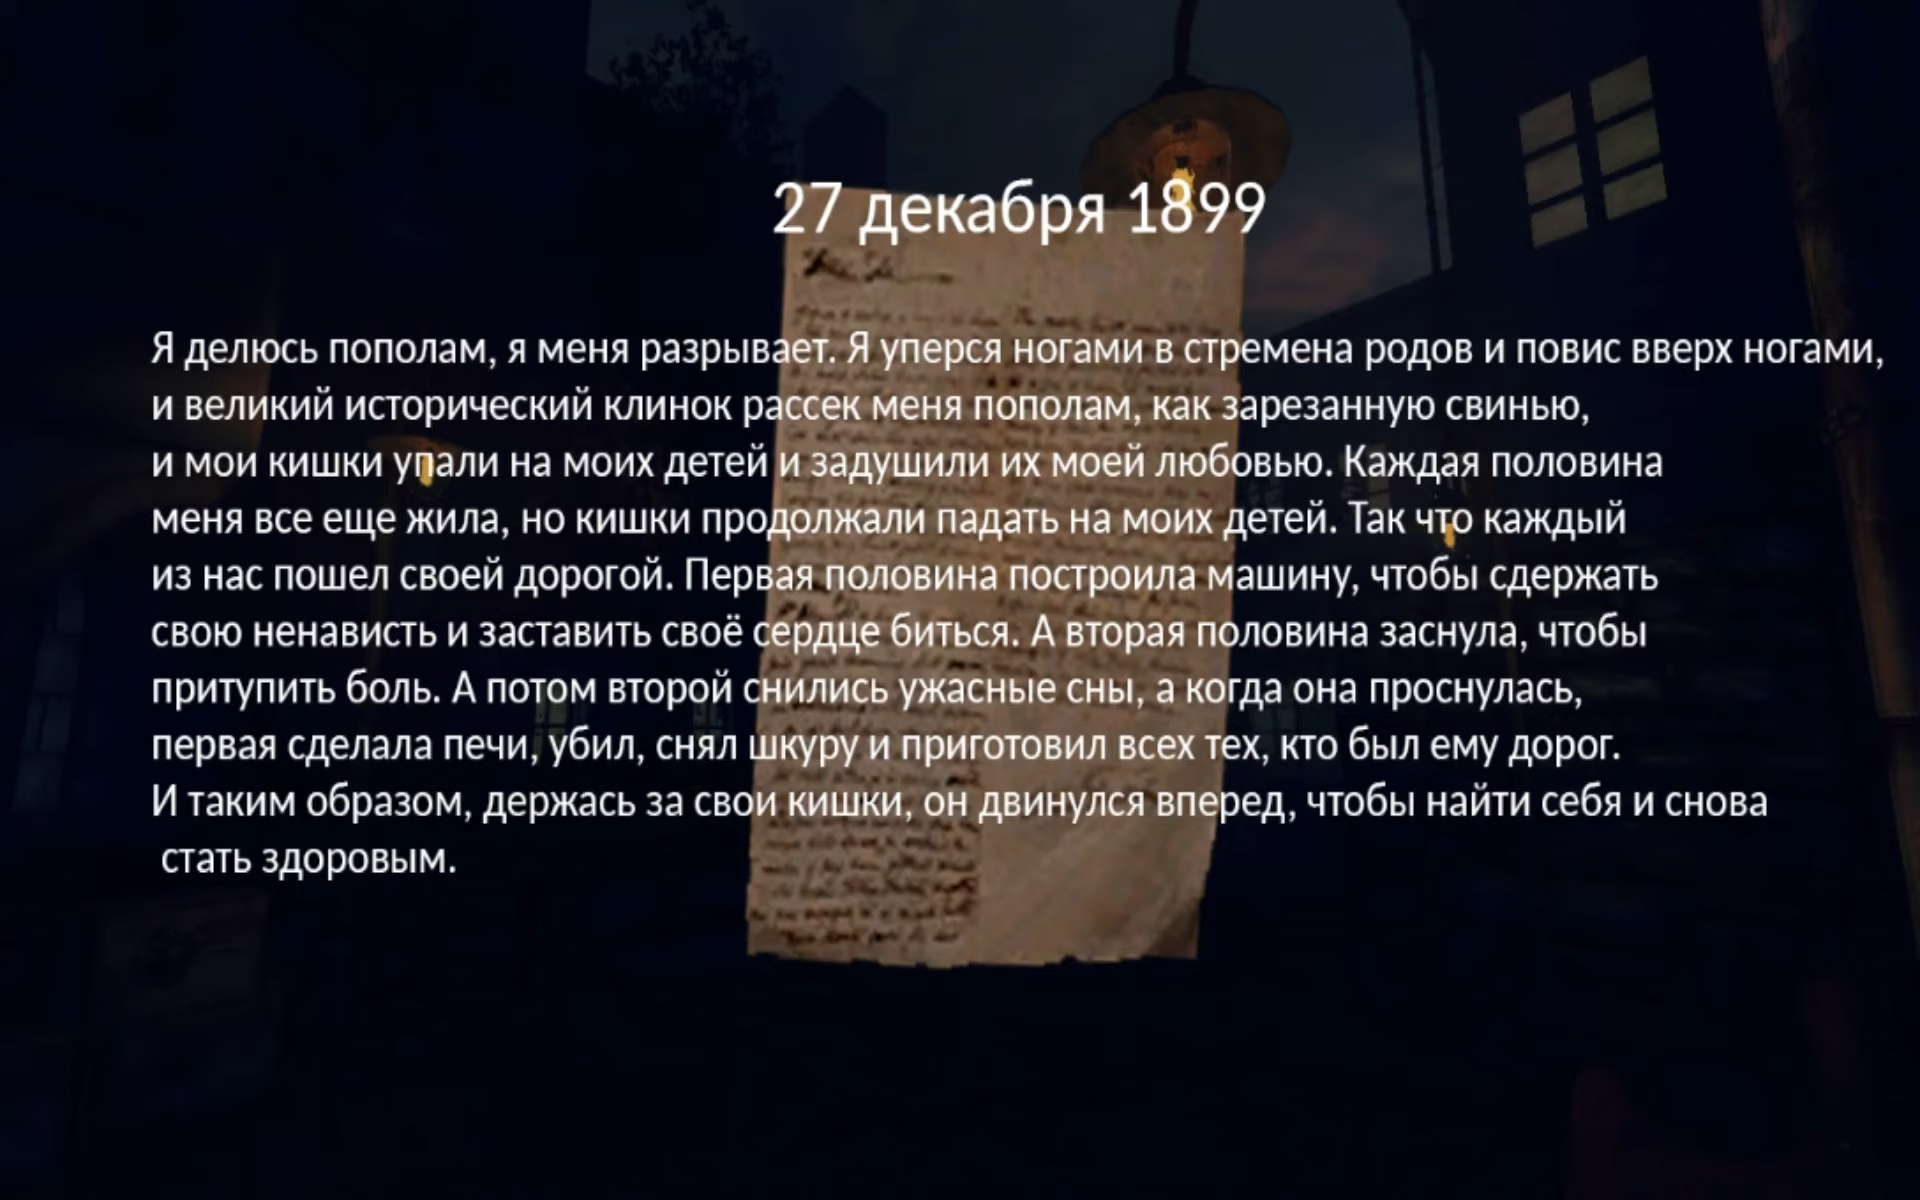 27 декабря 1899
Я делюсь пополам, я меня разрывает. Я уперся ногами в стремена родов и повис вверх ногами,
и великий исторический клинок рассек меня пополам, как зарезанную свинью,
и мои кишки упали на моих детей и задушили их моей любовью. Каждая половина
меня все еще жила, но кишки продолжали падать на моих детей. Так что каждый
из нас пошел своей дорогой. Первая половина построила машину, чтобы сдержать
свою ненависть и заставить своё сердце биться. А вторая половина заснула, чтобы
притупить боль. А потом второй снились ужасные сны, а когда она проснулась,
первая сделала печи, убил, снял шкуру и приготовил всех тех, кто был ему дорог.
И таким образом, держась за свои кишки, он двинулся вперед, чтобы найти себя и снова
стать здоровым.